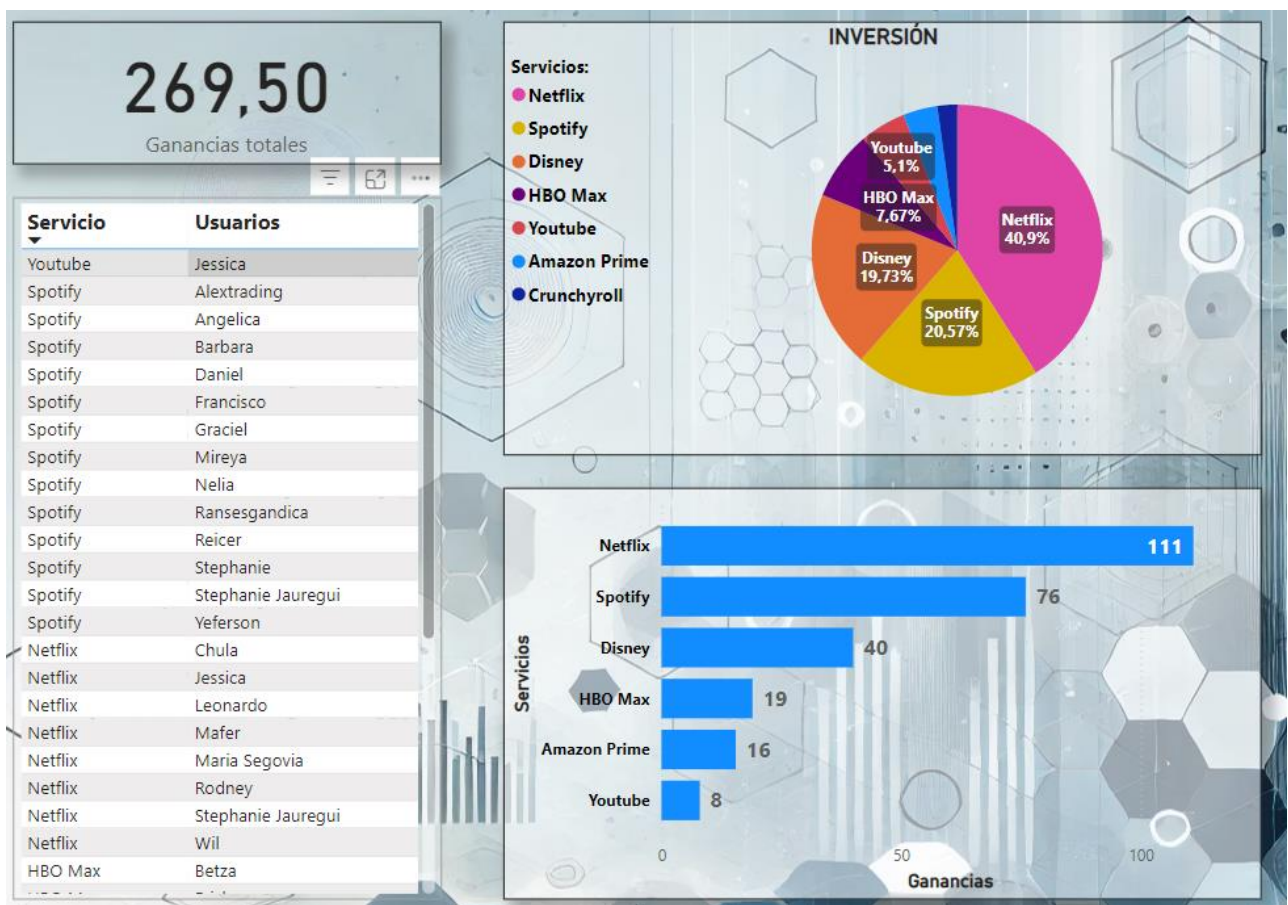 269,50
Ganancias totales
Servicio Usuarios
Youtube Jessica
Spotify Alextrading
Spotify Angelica
Spotify Barbara
Spotify Daniel
Spotify Francisco
Spotify Graciel
Spotify Mireya
Spotify Nelia
Spotify Ransesgandica
Spotify Reicer
Spotify Stephanie
Spotify Stephanie Jauregui
Spotify Yeferson
Netflix Chula
Netflix Jessica
Netflix Leonardo
Netflix Mafer
Netflix Maria Segovia
Netflix Rodney
Netflix Stephanie Jauregui
Netflix Wil
HBO Max Betza
INVERSIÓN
Servicios:
Netflix
Spotify
Disney
HBO Max
Youtube
Amazon Prime
Crunchyroll
Youtube
5,1%
HBO Max
7,67%
Netflix
40,9%
Disney
19,73%
Spotify
20,57%
Servicios
Netflix 111
Spotify 76
Disney 40
HBO Max 19
Amazon Prime 16
Youtube 8
0 50 100
Ganancias